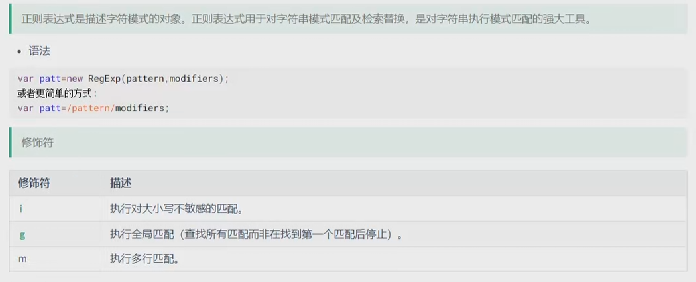 正则表达式是描述字符模式的对象。正则表达式用于对字符串模式匹配及检索替换，是对字符串执行模式匹配的强大工具。
• 语法
var patt=new RegExp(pattern,modifiers);
或者更简单的方式：
var patt=/pattern/modifiers;
修饰符
修饰符 描述
i 执行对大小写不敏感的匹配。
g 执行全局匹配（查找所有匹配而非在找到第一个匹配后停止）。
m 执行多行匹配。